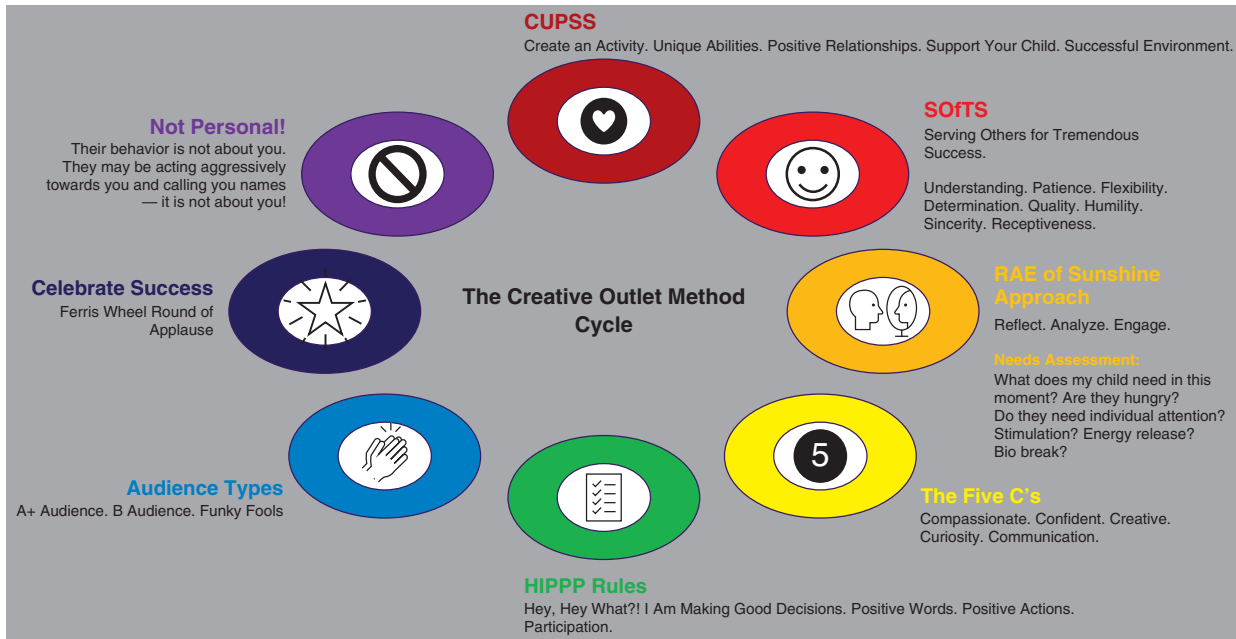 CUPSS
Create an Activity. Unique Abilities. Positive Relationships. Support Your Child. Successful Environment.
SOfTS
Serving Others for Tremendous
Success.
Understanding. Patience. Flexibility.
Determination. Quality. Humility.
Sincerity. Receptiveness.
RAE of Sunshine
Approach
Reflect. Analyze. Engage.
Needs Assessment:
What does my child need in this
moment? Are they hungry?
Do they need individual attention?
Stimulation? Energy release?
Bio break?
5
The Five C's
Compassionate. Confident. Creative.
Curiosity. Communication.
HIPPP Rules
Hey, Hey What?! I Am Making Good Decisions. Positive Words. Positive Actions.
Participation.
Audience Types
A+ Audience. B Audience. Funky Fools
Celebrate Success
Ferris Wheel Round of
Applause
Not Personal!
Their behavior is not about you.
They may be acting aggressively
towards you and calling you names
— it is not about you!
The Creative Outlet Method
Cycle